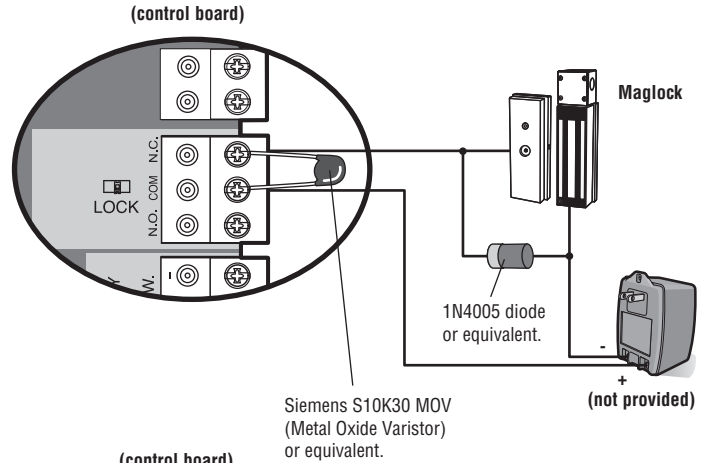 (control board)
Maglock
N.C.
COM
N.O.
LOCK
W.
-
1N4005 diode
or equivalent.
-
+
(not provided)
Siemens S10K30 MOV
(Metal Oxide Varistor)
or equivalent.
(control board)